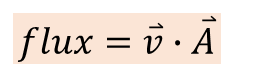 flux = v⃗ · A⃗